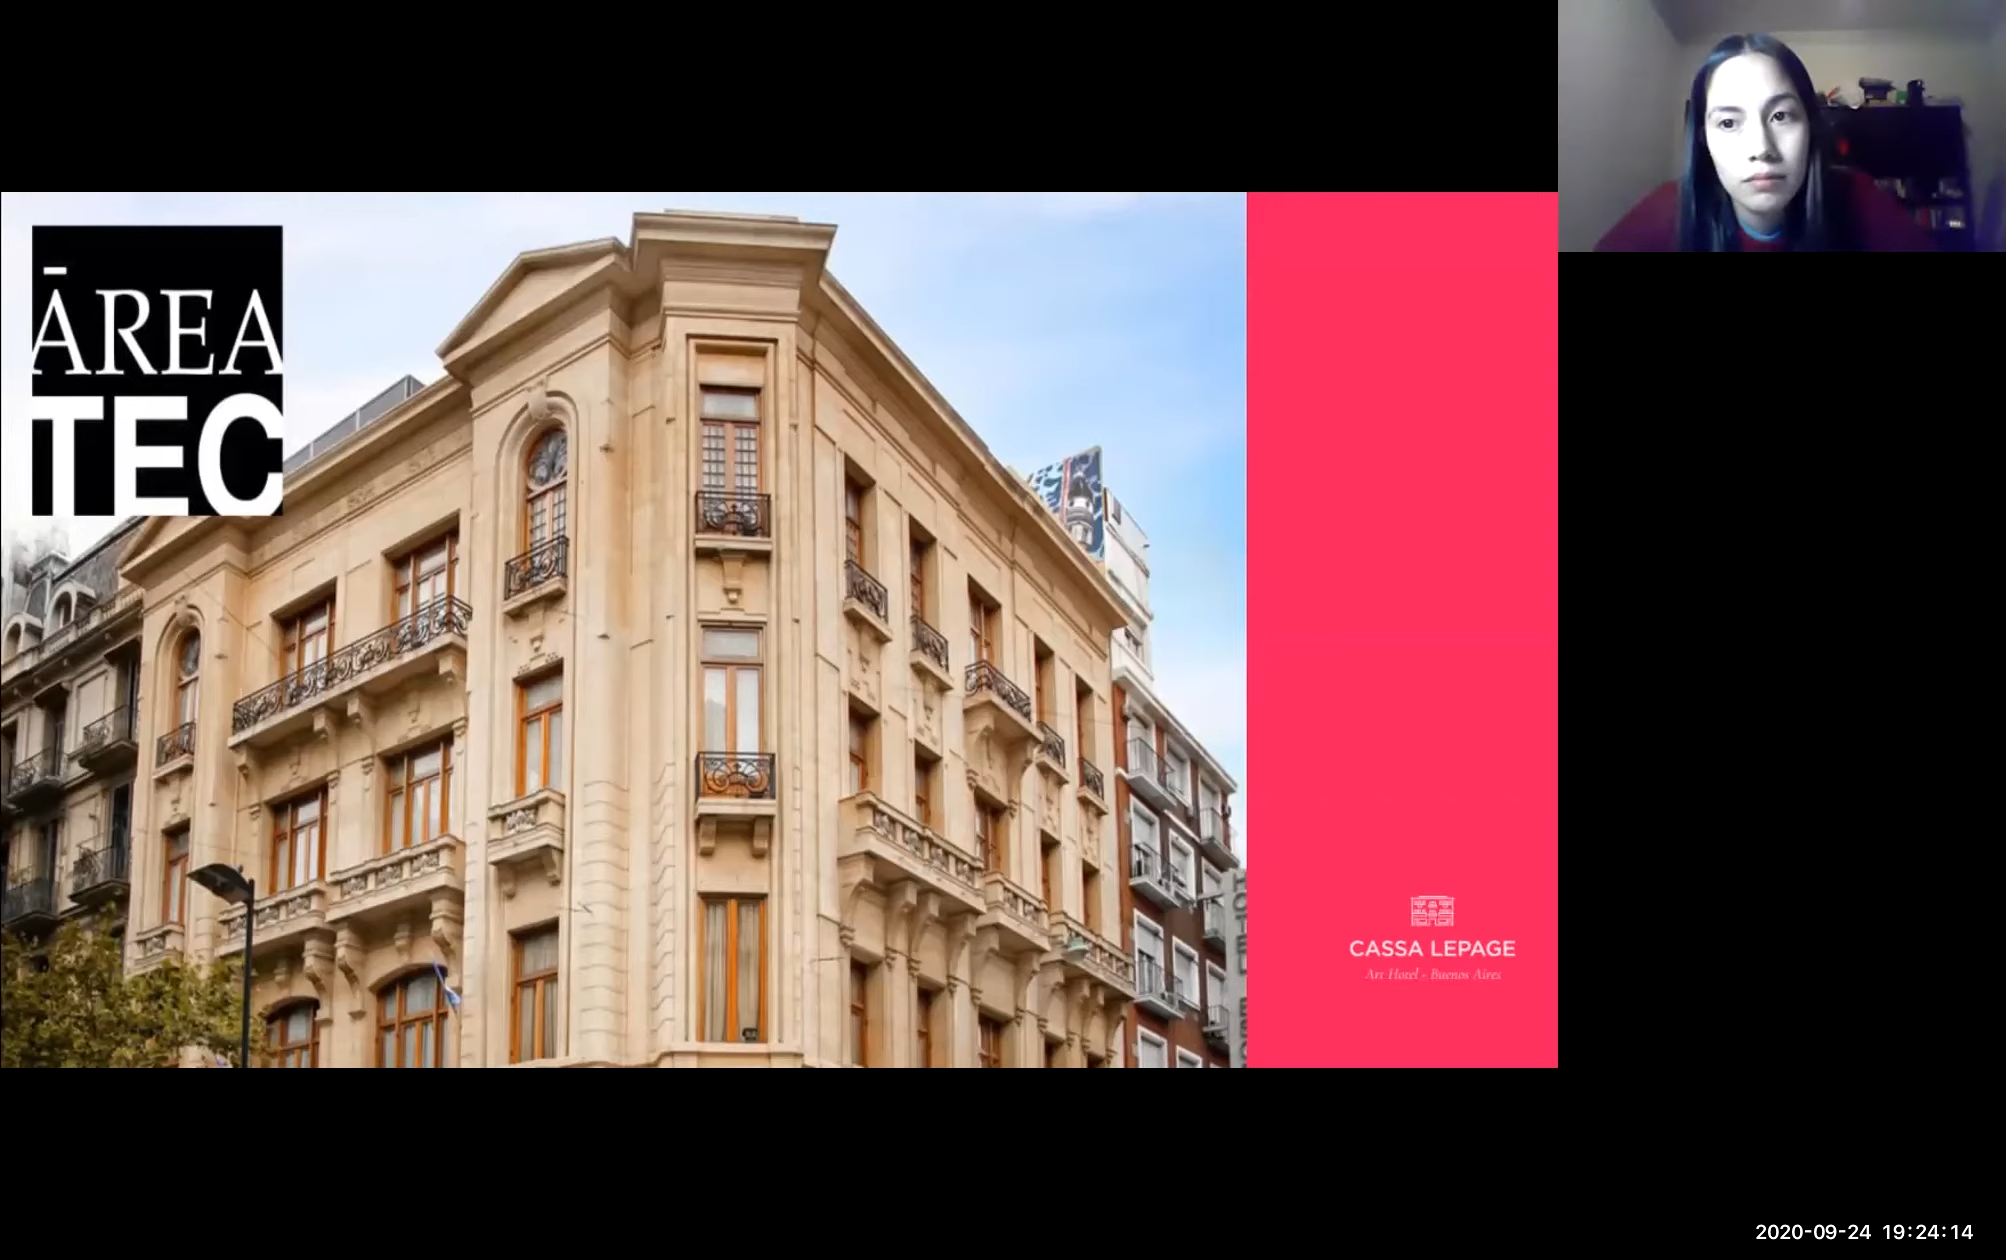 ĀREA
TEC
CASSA LEPAGE
Art Hotel - Buenos Aires
2020-09-24 19:24:14